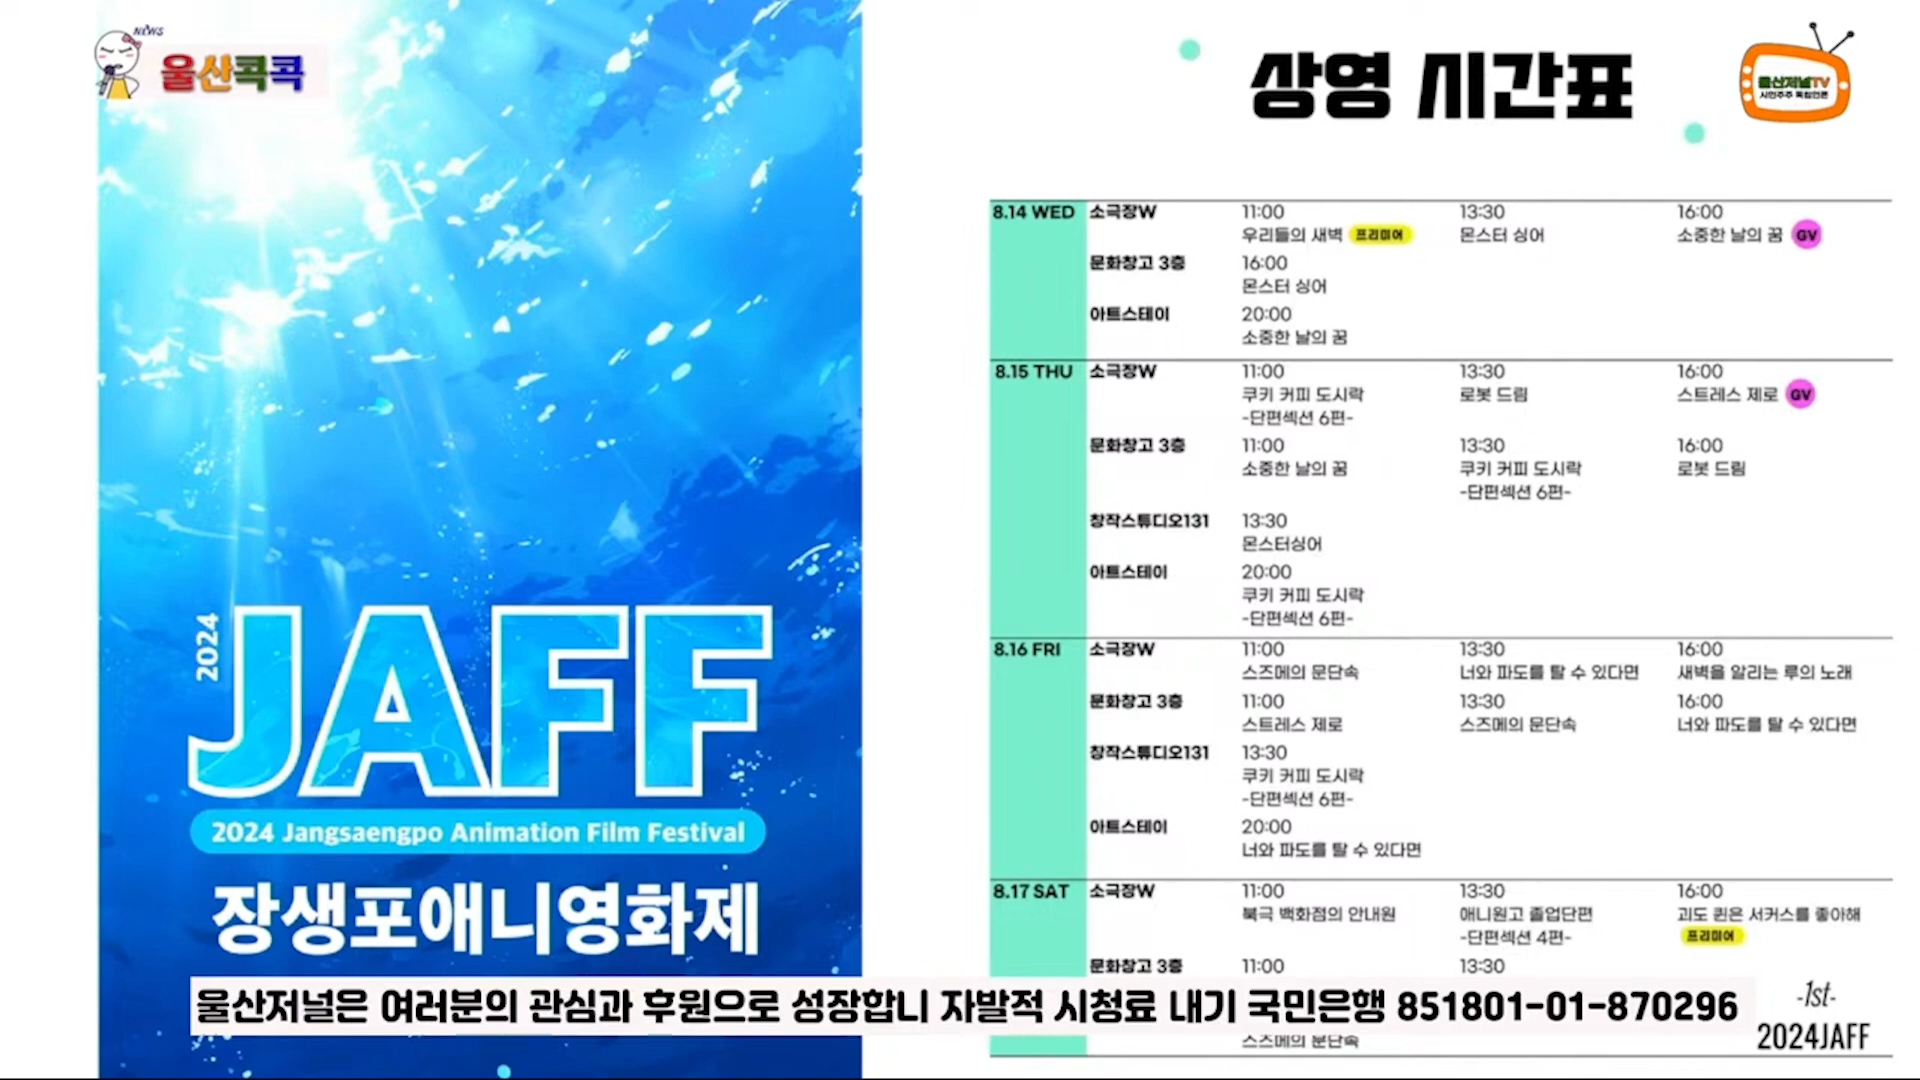 NEWS
울산콕콕
2024
JAFF
2024 Jangsaengpo Animation Film Festival
장생포애니영화제
상영 시간표
울산저널TV
시민주주 독립언론
8.14 WED 소극장W 11:00 13:30 16:00
우리들의 새벽 프리미어 몬스터 싱어 소중한 날의 꿈 GV
문화창고 3층 16:00
몬스터 싱어
아트스테이 20:00
소중한 날의 꿈
8.15 THU 소극장W 11:00 13:30 16:00
쿠키 커피 도시락 로봇 드림 스트레스 제로 GV
-단편섹션 6편-
문화창고 3층 11:00 13:30 16:00
소중한 날의 꿈 쿠키 커피 도시락 로봇 드림
-단편섹션 6편-
창작스튜디오131 13:30
몬스터싱어
아트스테이 20:00
쿠키 커피 도시락
-단편섹션 6편-
8.16 FRI 소극장W 11:00 13:30 16:00
스즈메의 문단속 너와 파도를 탈 수 있다면 새벽을 알리는 루의 노래
문화창고 3층 11:00 13:30 16:00
스트레스 제로 스즈메의 문단속 너와 파도를 탈 수 있다면
창작스튜디오131 13:30
쿠키 커피 도시락
-단편섹션 6편-
아트스테이 20:00
너와 파도를 탈 수 있다면
8.17 SAT 소극장W 11:00 13:30 16:00
북극 백화점의 안내원 애니원고 졸업단편 괴도 퀸은 서커스를 좋아해
-단편섹션 4편- 프리미어
문화창고 3층 11:00 13:30
울산저널은 여러분의 관심과 후원으로 성장합니 자발적 시청료 내기 국민은행 851801-01-870296
스즈메의 문단속
-1st-
2024JAFF